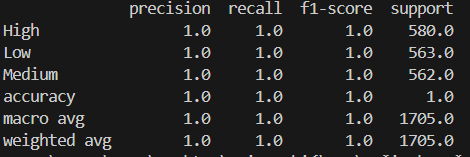 precision recall f1-score support
High 1.0 1.0 1.0 580.0
Low 1.0 1.0 1.0 563.0
Medium 1.0 1.0 1.0 562.0
accuracy 1.0 1.0 1.0 1.0
macro avg 1.0 1.0 1.0 1705.0
weighted avg 1.0 1.0 1.0 1705.0